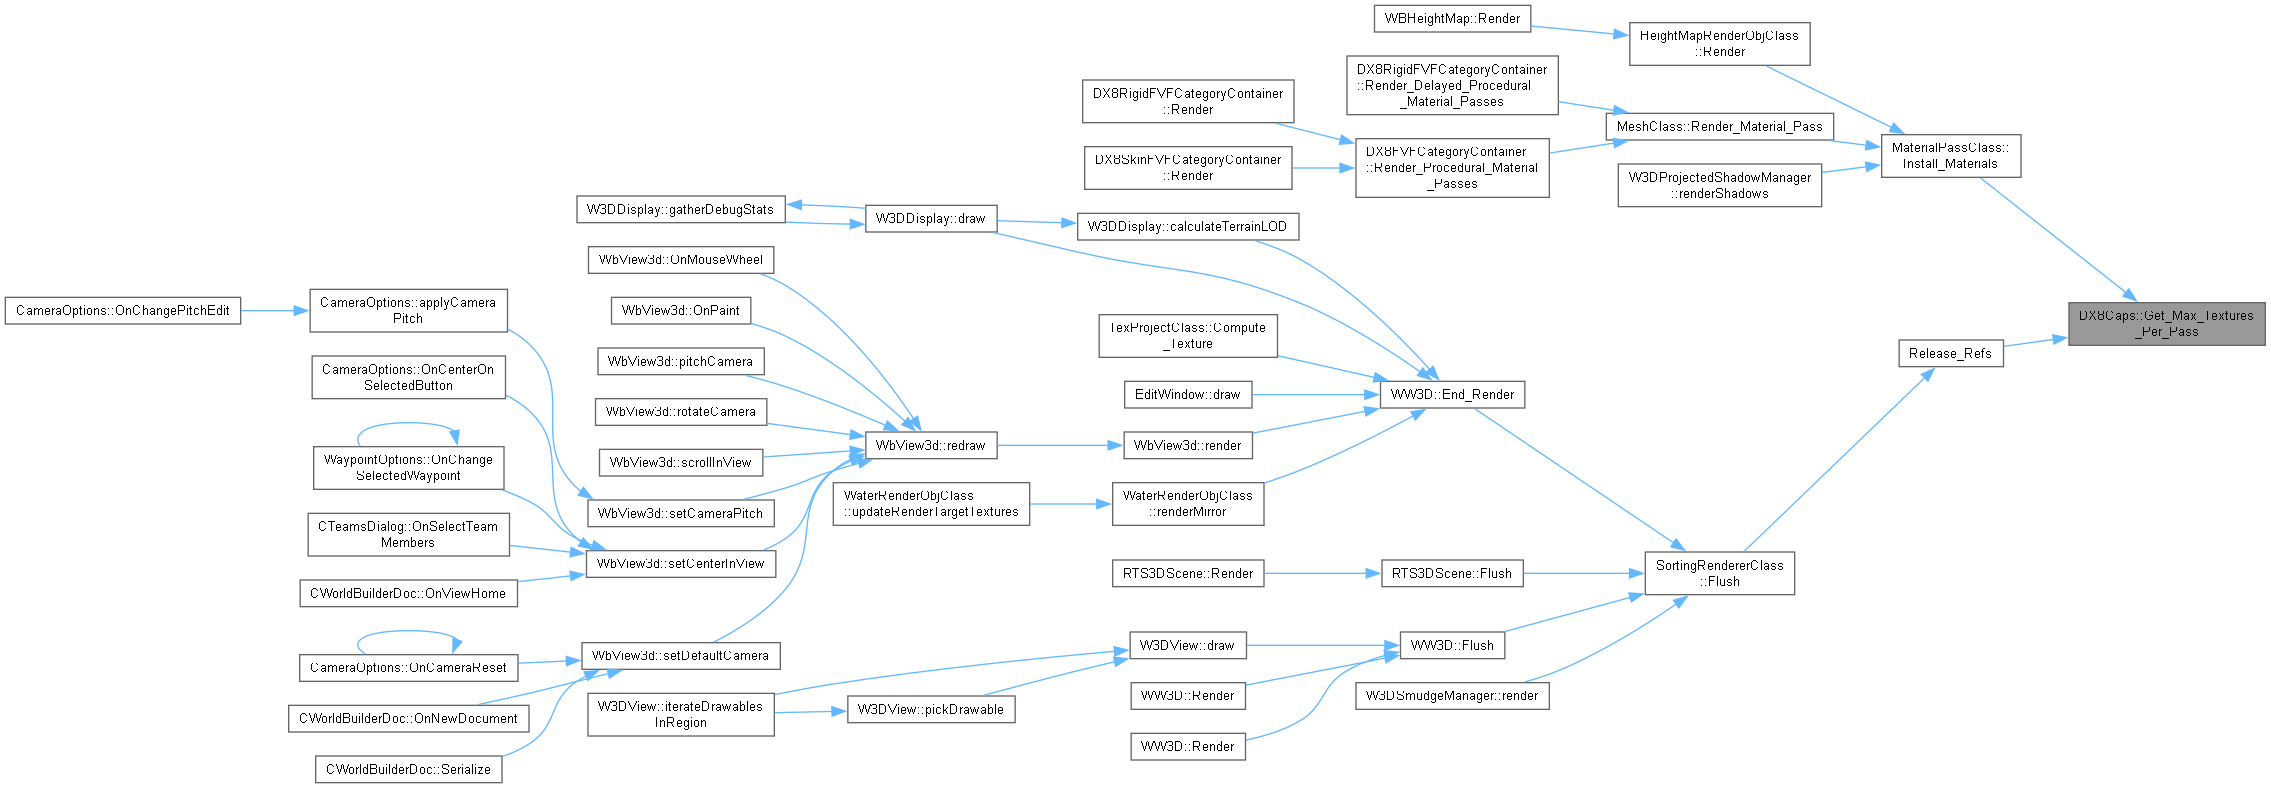 WBHeightMap::Render
HeightMapRenderObjClass
::Render
DX8RigidFVFCategoryContainer
::Render_Delayed_Procedural
_Material_Passes
DX8RigidFVFCategoryContainer
::Render
MeshClass::Render_Material_Pass
DX8SkinFVFCategoryContainer
::Render
DX8FVFCategoryContainer
::Render_Procedural_Material
_Passes
MaterialPassClass::
Install_Materials
W3DProjectedShadowManager
::renderShadows
W3DDisplay::gatherDebugStats
W3DDisplay::draw
W3DDisplay::calculateTerrainLOD
WbView3d::OnMouseWheel
CameraOptions::OnChangePitchEdit
CameraOptions::applyCamera
Pitch
WbView3d::OnPaint
TexProjectClass::Compute
_Texture
DX8Caps::Get_Max_Textures
_Per_Pass
Release_Refs
WbView3d::pitchCamera
CameraOptions::OnCenterOn
SelectedButton
EditWindow::draw
WW3D::End_Render
WbView3d::rotateCamera
WbView3d::redraw
WbView3d::render
WbView3d::scrollInView
WaypointOptions::OnChange
SelectedWaypoint
WaterRenderObjClass
::updateRenderTargetTextures
WaterRenderObjClass
::renderMirror
WbView3d::setCameraPitch
CTeamsDialog::OnSelectTeam
Members
WbView3d::setCenterInView
RTS3DScene::Render
RTS3DScene::Flush
SortingRendererClass
::Flush
CWorldBuilderDoc::OnViewHome
W3DView::draw
WW3D::Flush
WbView3d::setDefaultCamera
CameraOptions::OnCameraReset
WW3D::Render
W3DSmudgeManager::render
W3DView::iterateDrawables
InRegion
W3DView::pickDrawable
CWorldBuilderDoc::OnNewDocument
WW3D::Render
CWorldBuilderDoc::Serialize